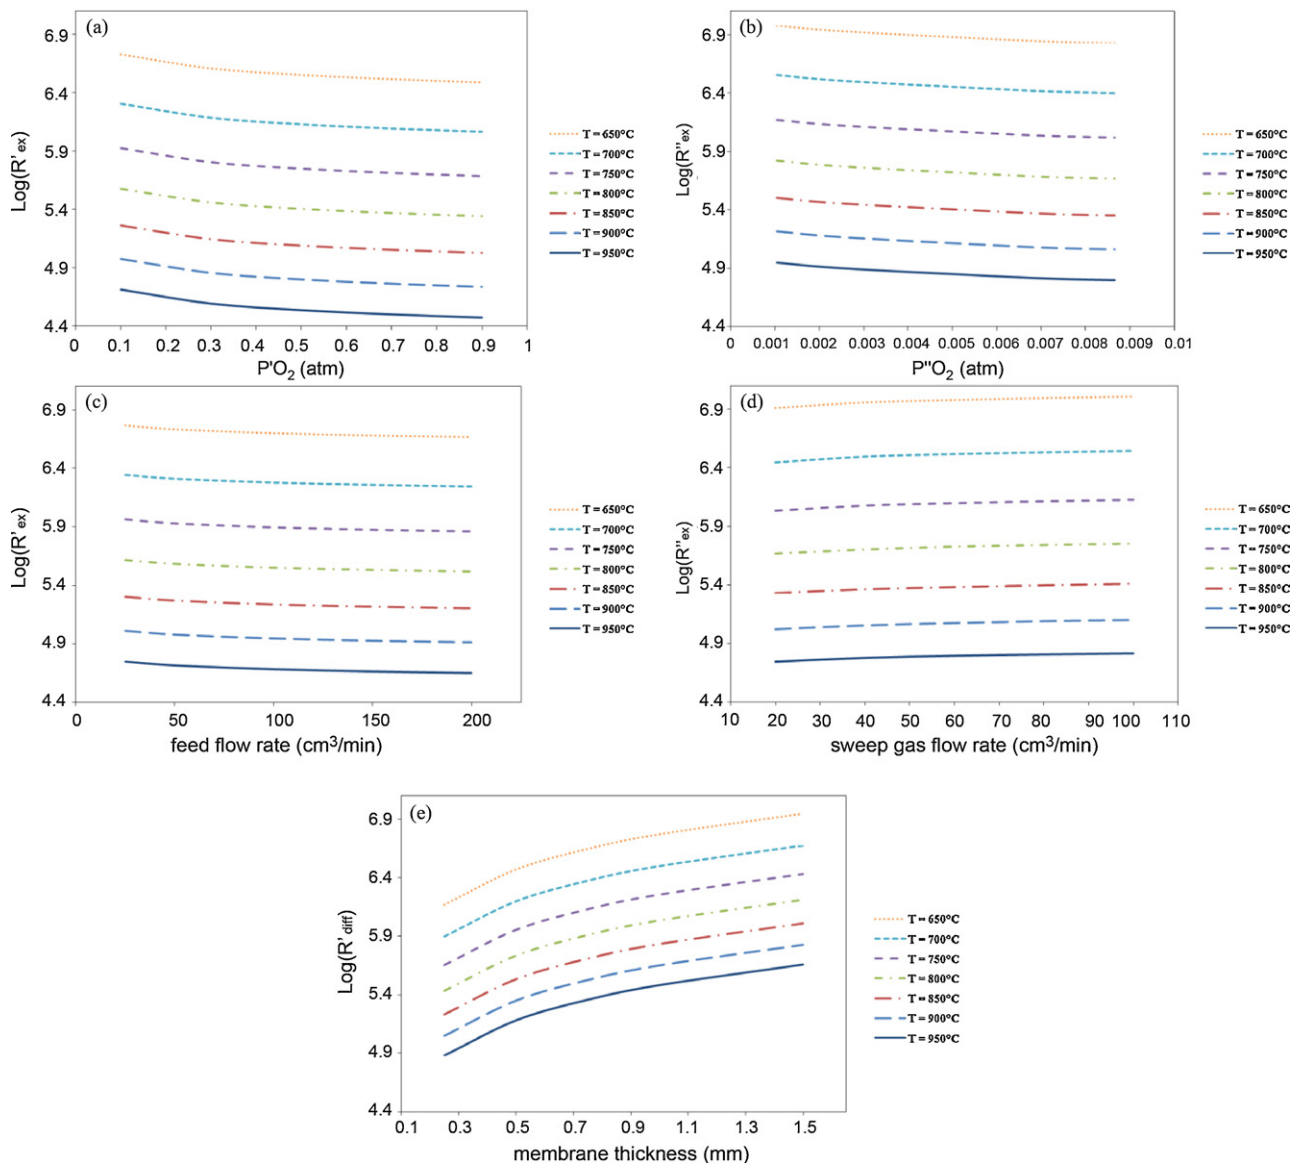 (a)
6.9
6.4
5.9
5.4
4.9
4.4
Log(R'ex)
0 0.1 0.2 0.3 0.4 0.5 0.6 0.7 0.8 0.9 1
P'O2 (atm)
T = 650°C
T = 700°C
T = 750°C
T = 800°C
T = 850°C
T = 900°C
T = 950°C
(b)
6.9
6.4
5.9
5.4
4.9
4.4
Log(R''ex)
0 0.001 0.002 0.003 0.004 0.005 0.006 0.007 0.008 0.009 0.01
P''O2 (atm)
T = 650°C
T = 700°C
T = 750°C
T = 800°C
T = 850°C
T = 900°C
T = 950°C
(c)
6.9
6.4
5.9
5.4
4.9
4.4
Log(R'ex)
0 50 100 150 200
feed flow rate (cm3/min)
T = 650°C
T = 700°C
T = 750°C
T = 800°C
T = 850°C
T = 900°C
T = 950°C
(d)
6.9
6.4
5.9
5.4
4.9
4.4
Log(R''ex)
10 20 30 40 50 60 70 80 90 100 110
sweep gas flow rate (cm3/min)
T = 650°C
T = 700°C
T = 750°C
T = 800°C
T = 850°C
T = 900°C
T = 950°C
(e)
6.9
6.4
5.9
5.4
4.9
4.4
Log(R'diff)
0.1 0.3 0.5 0.7 0.9 1.1 1.3 1.5
membrane thickness (mm)
T = 650°C
T = 700°C
T = 750°C
T = 800°C
T = 850°C
T = 900°C
T = 950°C